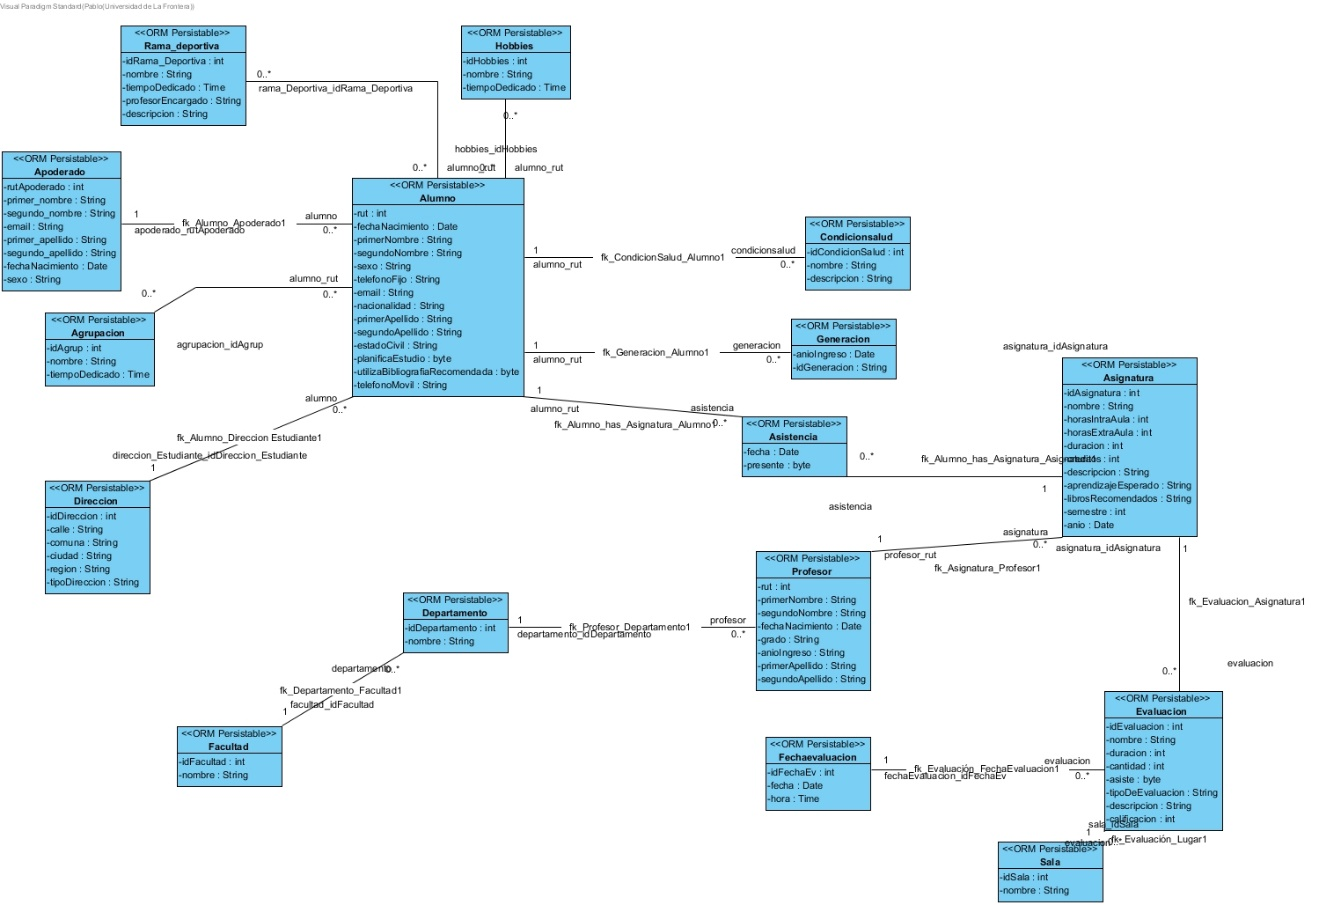 Visual Paradigm Standard(Pablo(Universidad de La Frontera))
<<ORM Persistable>>
Rama_deportiva
-idRama_Deportiva : int
-nombre : String
-tiempoDedicado : Time
-profesorEncargado : String
-descripcion : String
0..*
rama_Deportiva_idRama_Deportiva
<<ORM Persistable>>
Hobbies
-idHobbies : int
-nombre : String
-tiempoDedicado : Time
0..*
hobbies_idHobbies
0..*
alumno_rut
0..*
alumno_rut
<<ORM Persistable>>
Apoderado
-rutApoderado : int
-primer_nombre : String
-segundo_nombre : String
-email : String
-primer_apellido : String
-segundo_apellido : String
-fechaNacimiento : Date
-sexo : String
1
fk_Alumno_Apoderado1
apoderado_rutApoderado
alumno
0..*
<<ORM Persistable>>
Alumno
-rut : int
-fechaNacimiento : Date
-primerNombre : String
-segundoNombre : String
-sexo : String
-telefonoFijo : String
-email : String
-nacionalidad : String
-primerApellido : String
-segundoApellido : String
-estadoCivil : String
-planificaEstudio : byte
-utilizaBibliografiaRecomendada : byte
-telefonoMovil : String
1
alumno_rut
fk_CondicionSalud_Alumno1
condicionsalud
0..*
<<ORM Persistable>>
Condicionsalud
-idCondicionSalud : int
-nombre : String
-descripcion : String
alumno_rut
0..*
0..*
<<ORM Persistable>>
Agrupacion
-idAgrup : int
-nombre : String
-tiempoDedicado : Time
agrupacion_idAgrup
1
alumno_rut
fk_Generacion_Alumno1
generacion
0..*
<<ORM Persistable>>
Generacion
-anioIngreso : Date
-idGeneracion : String
asignatura_idAsignatura
<<ORM Persistable>>
Asignatura
-idAsignatura : int
-nombre : String
-horasIntraAula : int
-horasExtraAula : int
-duracion : int
-creditos : int
-descripcion : String
-aprendizajeEsperado : String
-librosRecomendados : String
-semestre : int
-anio : Date
alumno
0..*
fk_Alumno_Direccion Estudiante1
direccion_Estudiante_idDireccion_Estudiante
1
1
alumno_rut
asistencia
fk_Alumno_has_Asignatura_Alumno1
0..*
<<ORM Persistable>>
Asistencia
-fecha : Date
-presente : byte
0..*
fk_Alumno_has_Asignatura_Asignatura1
1
asistencia
<<ORM Persistable>>
Direccion
-idDireccion : int
-calle : String
-comuna : String
-ciudad : String
-region : String
-tipoDireccion : String
asignatura
0..*
1
profesor_rut
fk_Asignatura_Profesor1
asignatura_idAsignatura
1
<<ORM Persistable>>
Profesor
-rut : int
-primerNombre : String
-segundoNombre : String
-fechaNacimiento : Date
-grado : String
-anioIngreso : String
-primerApellido : String
-segundoApellido : String
fk_Evaluacion_Asignatura1
<<ORM Persistable>>
Departamento
-idDepartamento : int
-nombre : String
1
fk_Profesor_Departamento1
departamento_idDepartamento
profesor
0..*
departamento
0..*
fk_Departamento_Facultad1
facultad_idFacultad
1
evaluacion
0..*
<<ORM Persistable>>
Facultad
-idFacultad : int
-nombre : String
<<ORM Persistable>>
Evaluacion
-idEvaluacion : int
-nombre : String
-duracion : int
-cantidad : int
-asiste : byte
-tipoDeEvaluacion : String
-descripcion : String
-calificacion : int
<<ORM Persistable>>
Fechaevaluacion
-idFechaEv : int
-fecha : Date
-hora : Time
1
fk_Evaluación_FechaEvaluacion1
fechaEvaluacion_idFechaEv
evaluacion
0..*
sala_idSala
1
evaluacion
0..*
fk_Evaluación_Lugar1
<<ORM Persistable>>
Sala
-idSala : int
-nombre : String